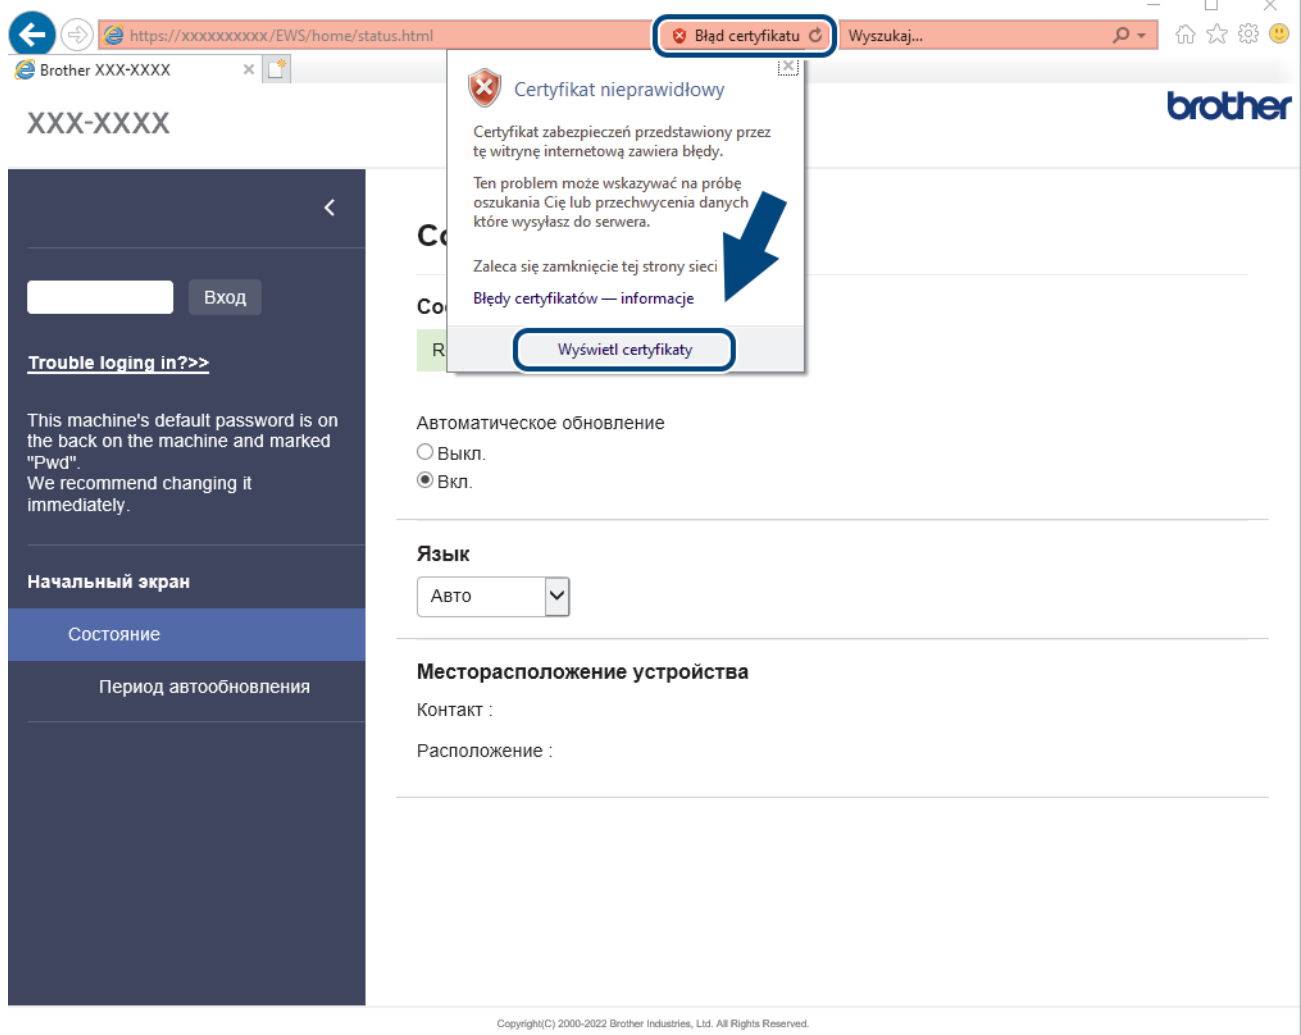 https://xxxxxxxxxx/EWS/home/status.html
Błąd certyfikatu
Wyszukaj...
Brother XXX-XXXX
XXX-XXXX
brother
Certyfikat nieprawidłowy
Certyfikat zabezpieczeń przedstawiony przez
tę witrynę internetową zawiera błędy.
Ten problem może wskazywać na próbę
oszukania Cię lub przechwycenia danych
które wysyłasz do serwera.
Zaleca się zamknięcie tej strony sieci
Błędy certyfikatów — informacje
Wyświetl certyfikaty
Вход
Trouble loging in?>>
This machine's default password is on
the back on the machine and marked
"Pwd".
We recommend changing it
immediately.
Начальный экран
Состояние
Период автообновления
Автоматическое обновление
Выкл.
Вкл.
Язык
Авто
Месторасположение устройства
Контакт :
Расположение :
Copyright(C) 2000-2022 Brother Industries, Ltd. All Rights Reserved.